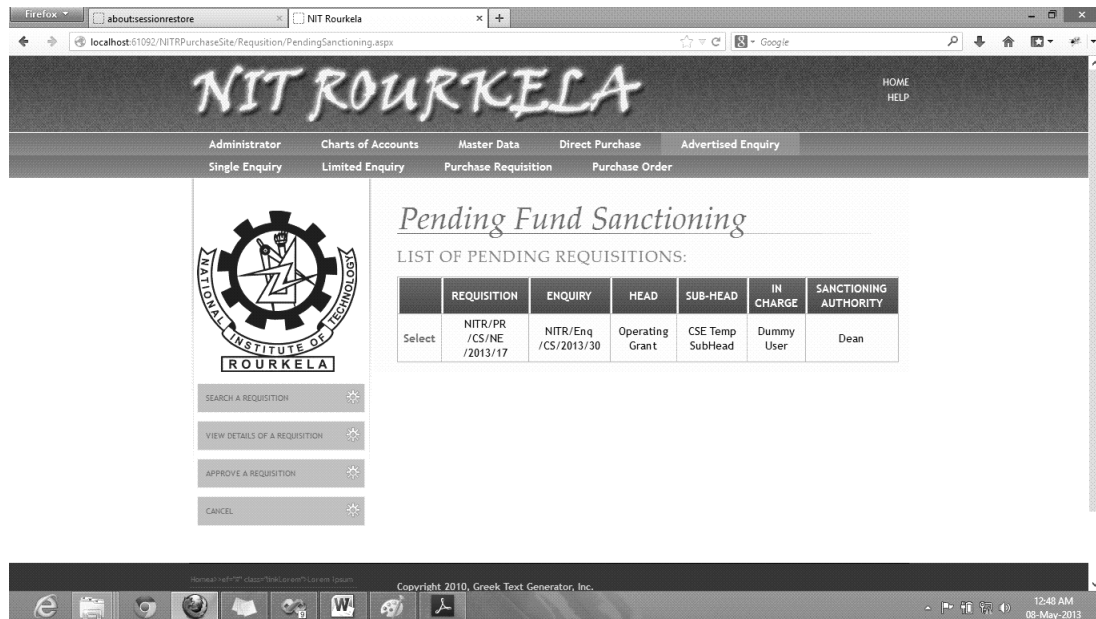 Firefox
about:sessionrestore
NIT Rourkela
localhost:61092/NITRPurchaseSite/Requsition/PendingSanctioning.aspx
Google
NIT ROURKELA
HOME
HELP
Administrator Charts of Accounts Master Data Direct Purchase Advertised Enquiry
Single Enquiry Limited Enquiry Purchase Requisition Purchase Order
NATIONAL INSTITUTE OF TECHNOLOGY
ROURKELA
Pending Fund Sanctioning
LIST OF PENDING REQUISITIONS:
REQUISITION ENQUIRY HEAD SUB-HEAD IN CHARGE SANCTIONING AUTHORITY
Select NITR/PR /CS/NE /2013/17 NITR/Enq /CS/2013/30 Operating Grant CSE Temp SubHead Dummy User Dean
SEARCH A REQUISITION
VIEW DETAILS OF A REQUISITION
APPROVE A REQUISITION
CANCEL
Copyright 2010, Greek Text Generator, Inc.
12:48 AM
08-May-2013